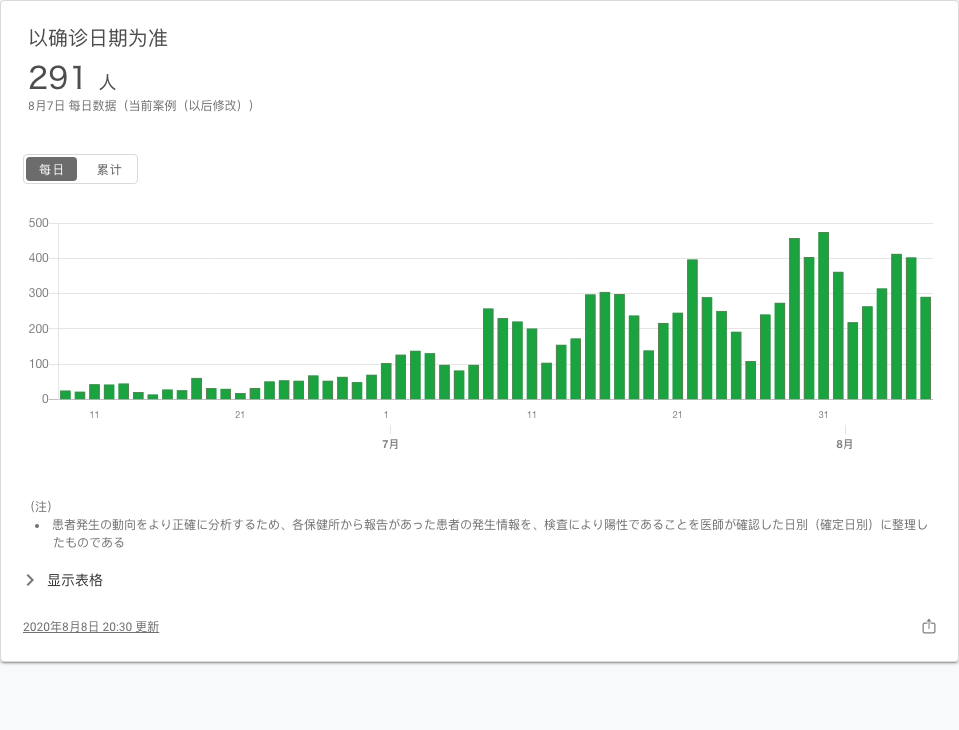 以确诊日期为准
291 人
8月7日 每日数据（当前案例（以后修改））
每日 累计
500
400
300
200
100
0
11 21 1 11 21 31
7月 8月
（注）
• 患者発生の動向をより正確に分析するため、各保健所から報告があった患者の発生情報を、検査により陽性であることを医師が確認した日別（確定日別）に整理し
たものである
显示表格
2020年8月8日 20:30 更新